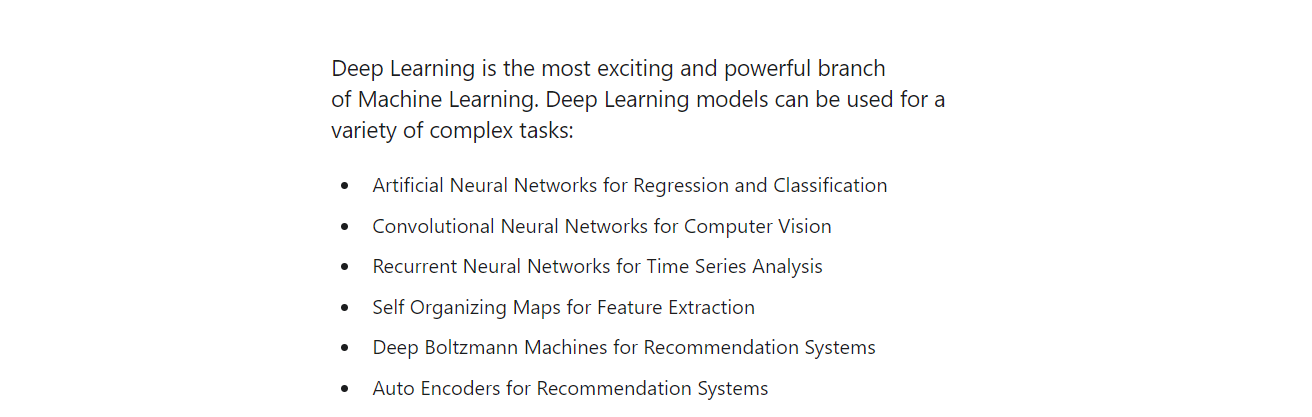 Deep Learning is the most exciting and powerful branch
of Machine Learning. Deep Learning models can be used for a
variety of complex tasks:
• Artificial Neural Networks for Regression and Classification
• Convolutional Neural Networks for Computer Vision
• Recurrent Neural Networks for Time Series Analysis
• Self Organizing Maps for Feature Extraction
• Deep Boltzmann Machines for Recommendation Systems
• Auto Encoders for Recommendation Systems